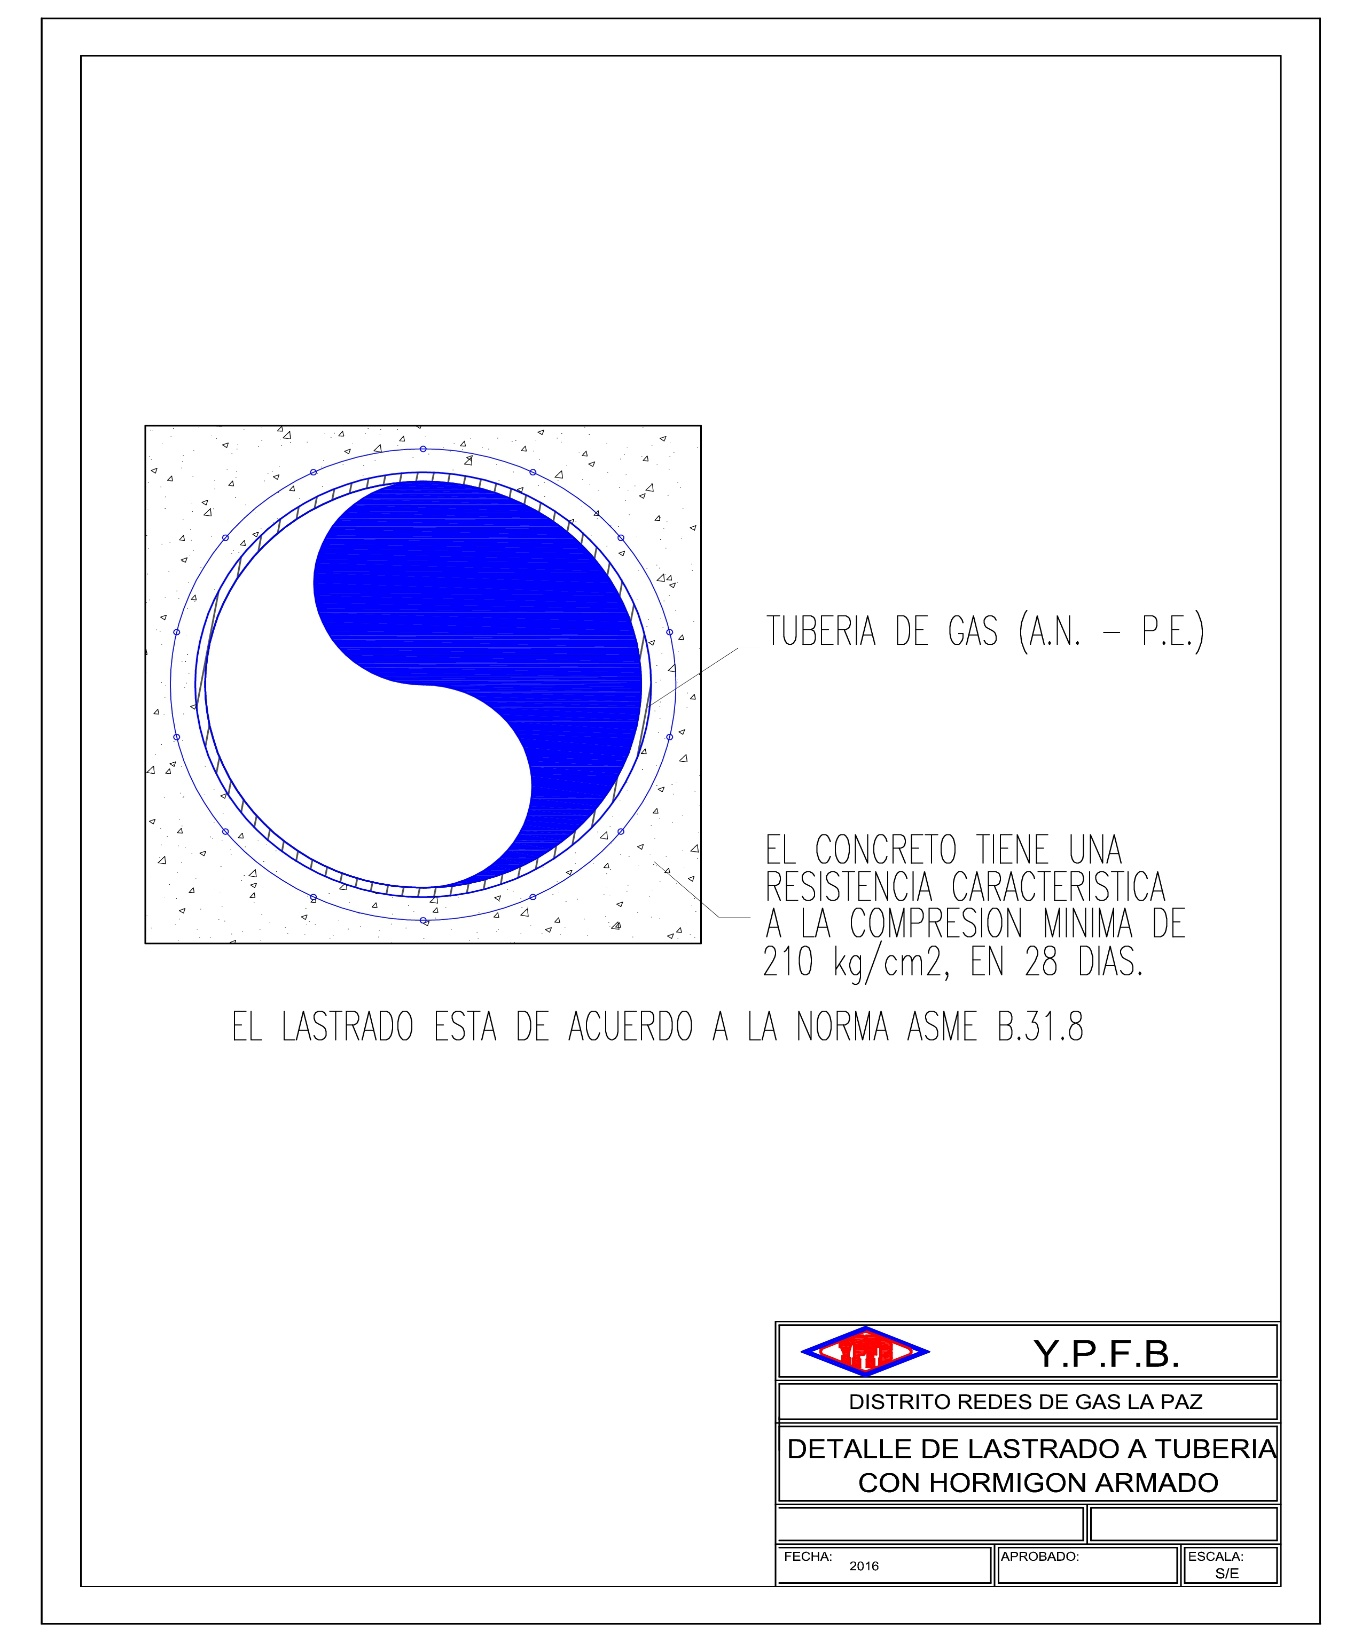 TUBERIA DE GAS (A.N. - P.E.)
EL CONCRETO TIENE UNA
RESISTENCIA CARACTERISTICA
A LA COMPRESION MINIMA DE
210 kg/cm2, EN 28 DIAS.
EL LASTRADO ESTA DE ACUERDO A LA NORMA ASME B.31.8
YPFB
Y.P.F.B.
DISTRITO REDES DE GAS LA PAZ
DETALLE DE LASTRADO A TUBERIA
CON HORMIGON ARMADO
FECHA: 2016
APROBADO:
ESCALA:
S/E